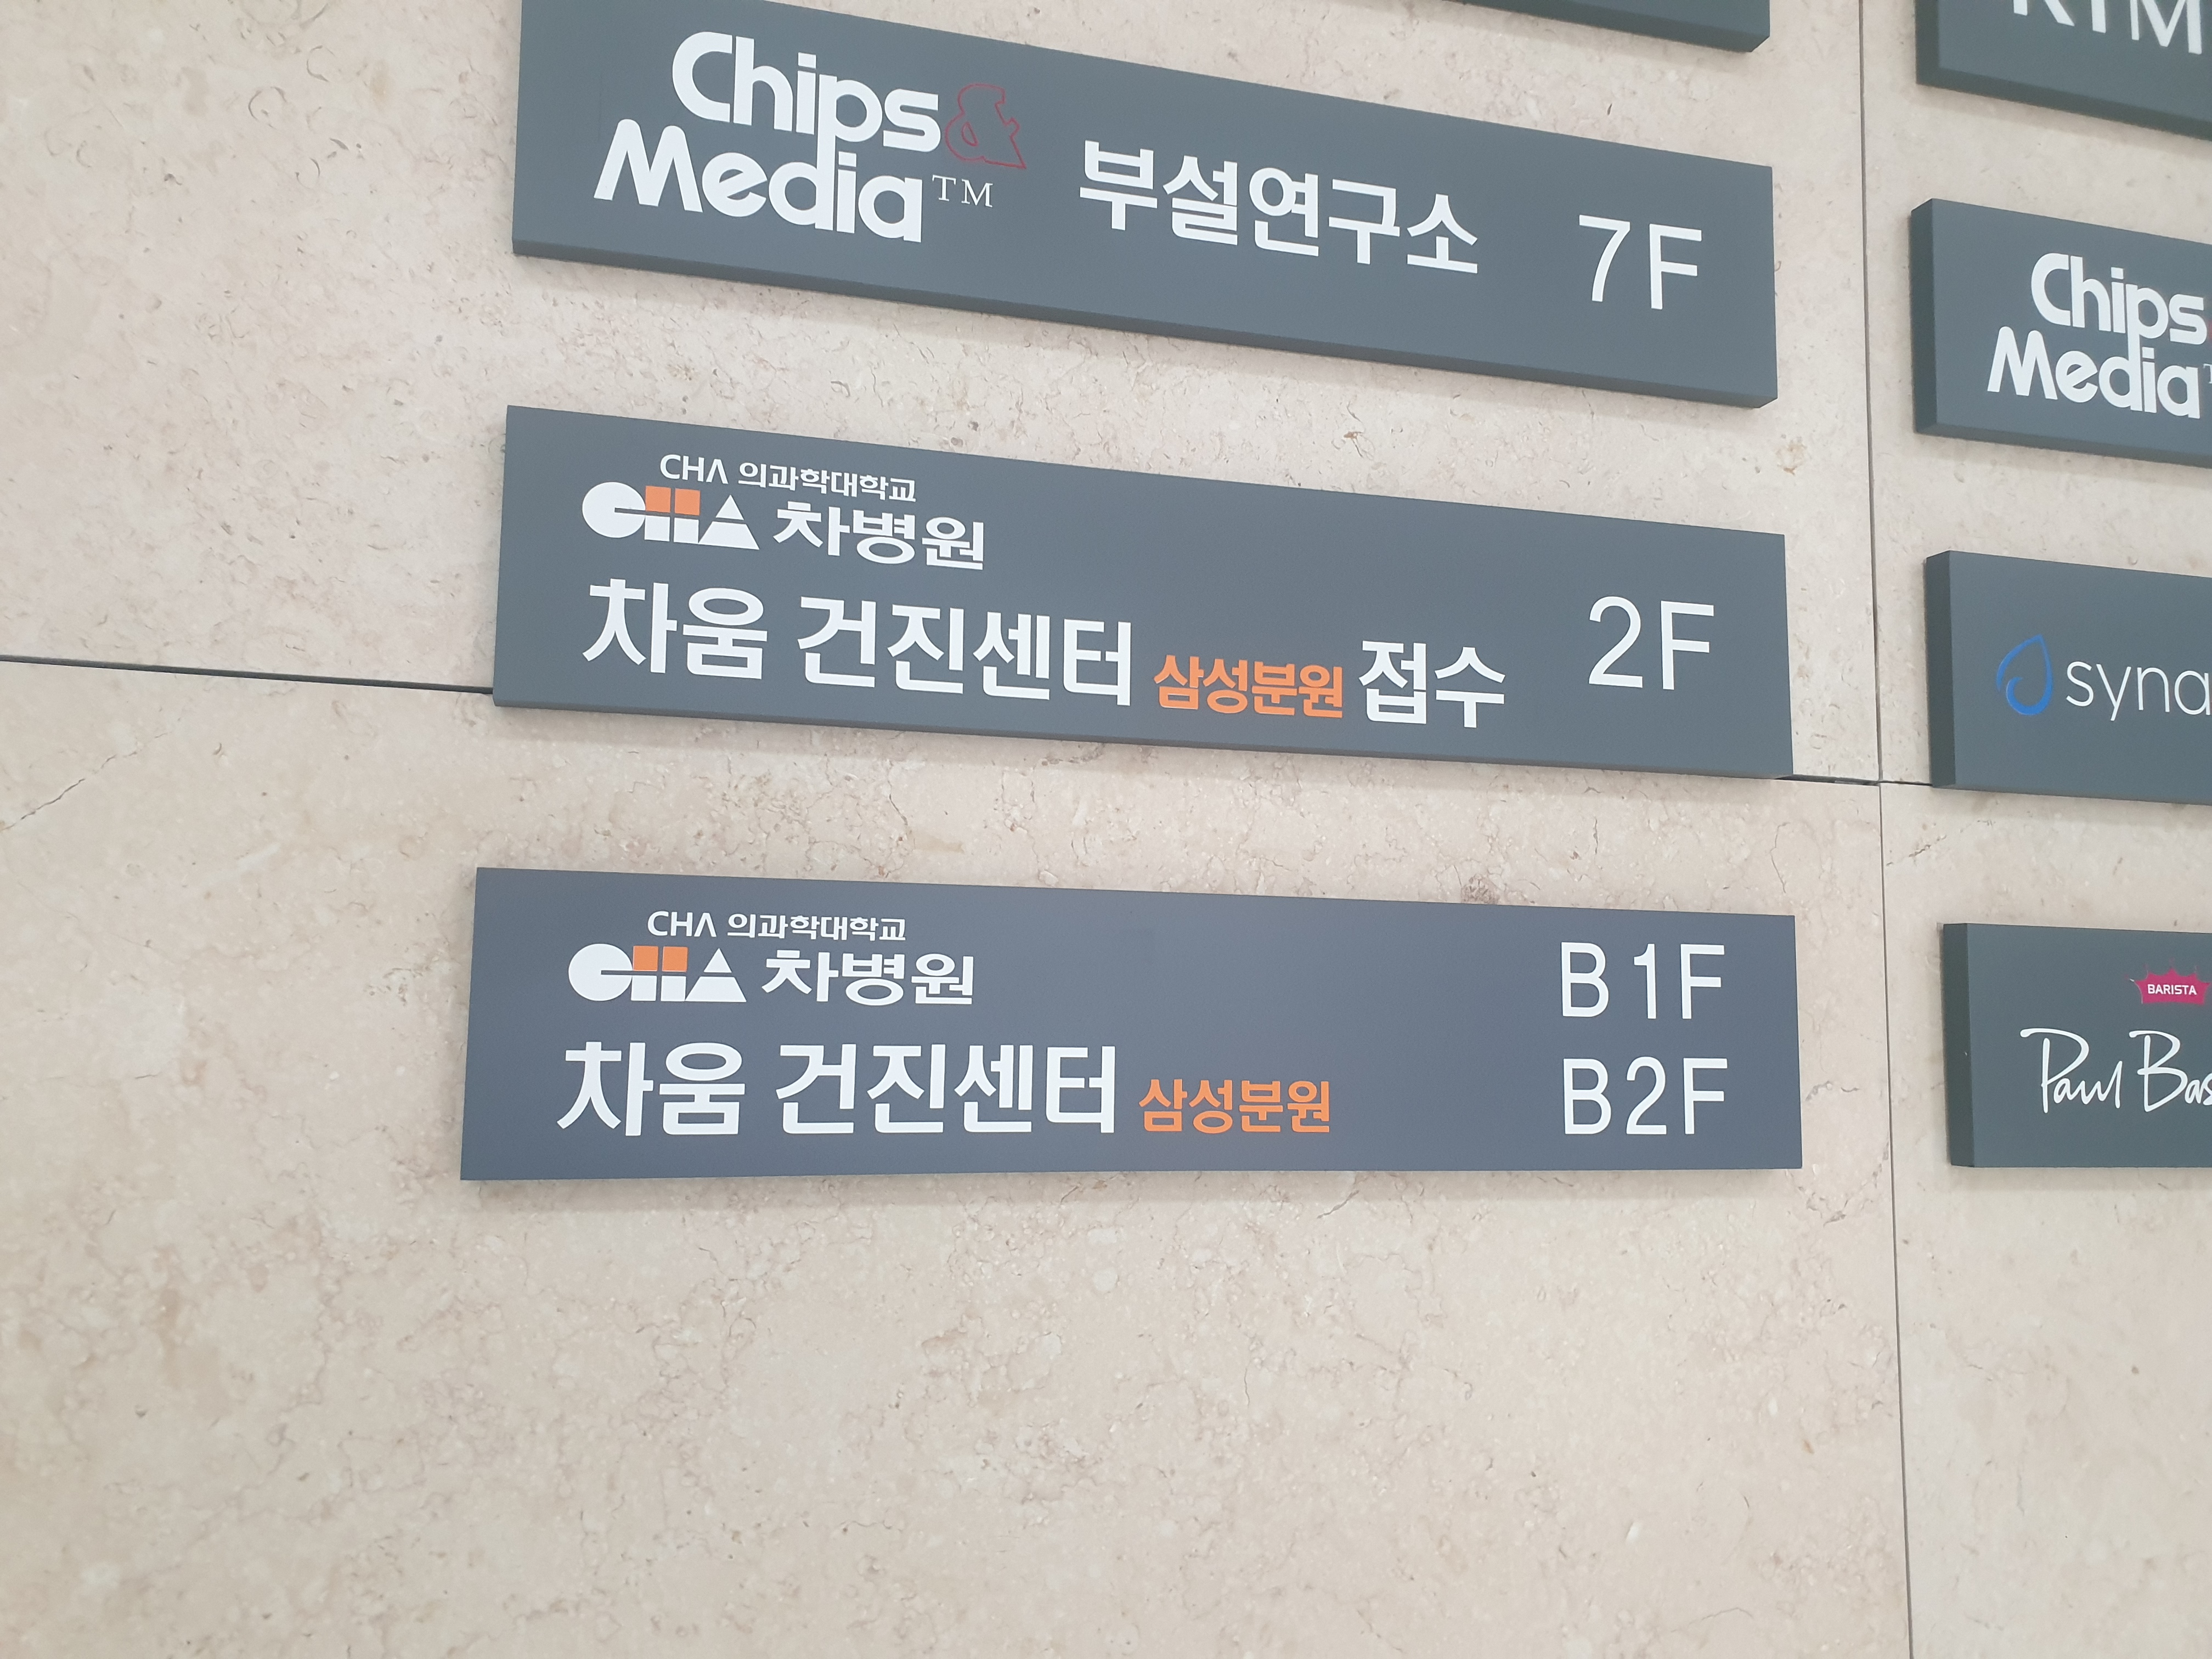 Chips&
Media™ 부설연구소 7F
CHA 의과학대학교
CHA 차병원
차움 건진센터 삼성분원 접수 2F
CHA 의과학대학교
CHA 차병원
차움 건진센터 삼성분원
B1F
B2F
Chips
Media
syna
BARISTA
Paul Bas